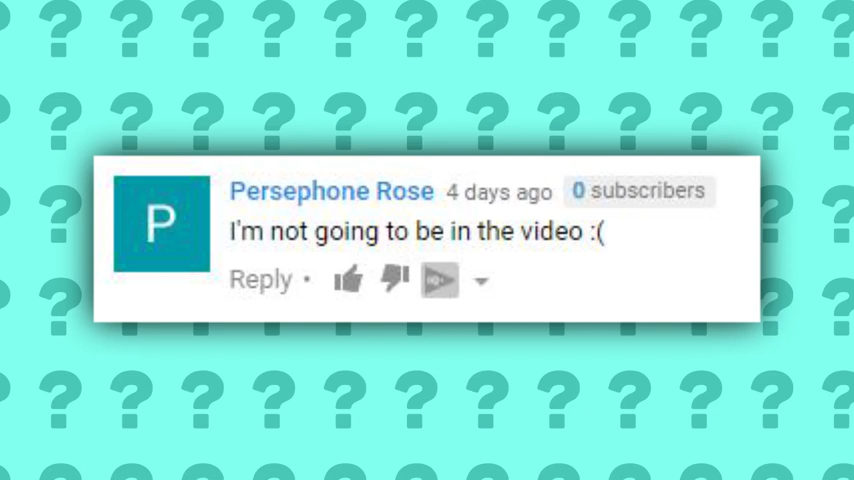 P
Persephone Rose 4 days ago 0 subscribers
I'm not going to be in the video :(
Reply •